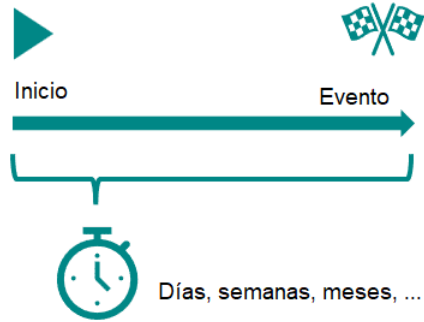 Inicio
Evento
Días, semanas, meses, ...